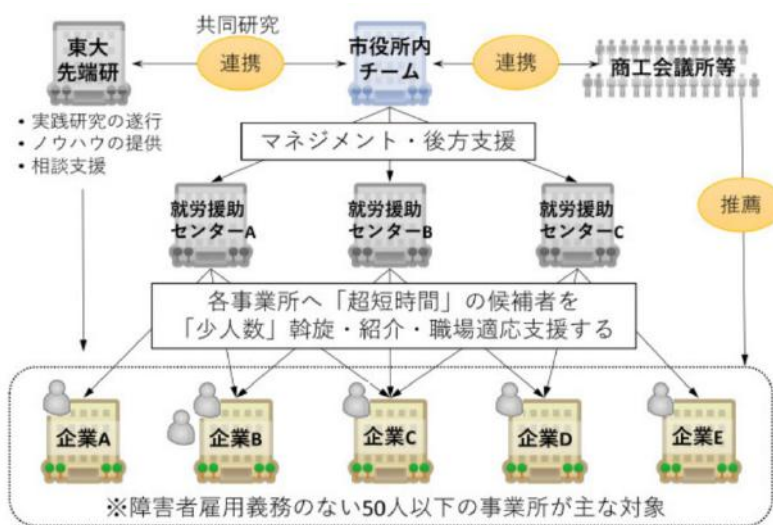 共同研究
東大
先端研
連携
市役所内
チーム
連携
商工会議所等
• 実践研究の遂行
• ノウハウの提供
• 相談支援
マネジメント・後方支援
就労援助
センターA
就労援助
センターB
就労援助
センターC
推薦
各事業所へ「超短時間」の候補者を
「少人数」斡旋・紹介・職場適応支援する
企業A
企業B
企業C
企業D
企業E
※障害者雇用義務のない50人以下の事業所が主な対象